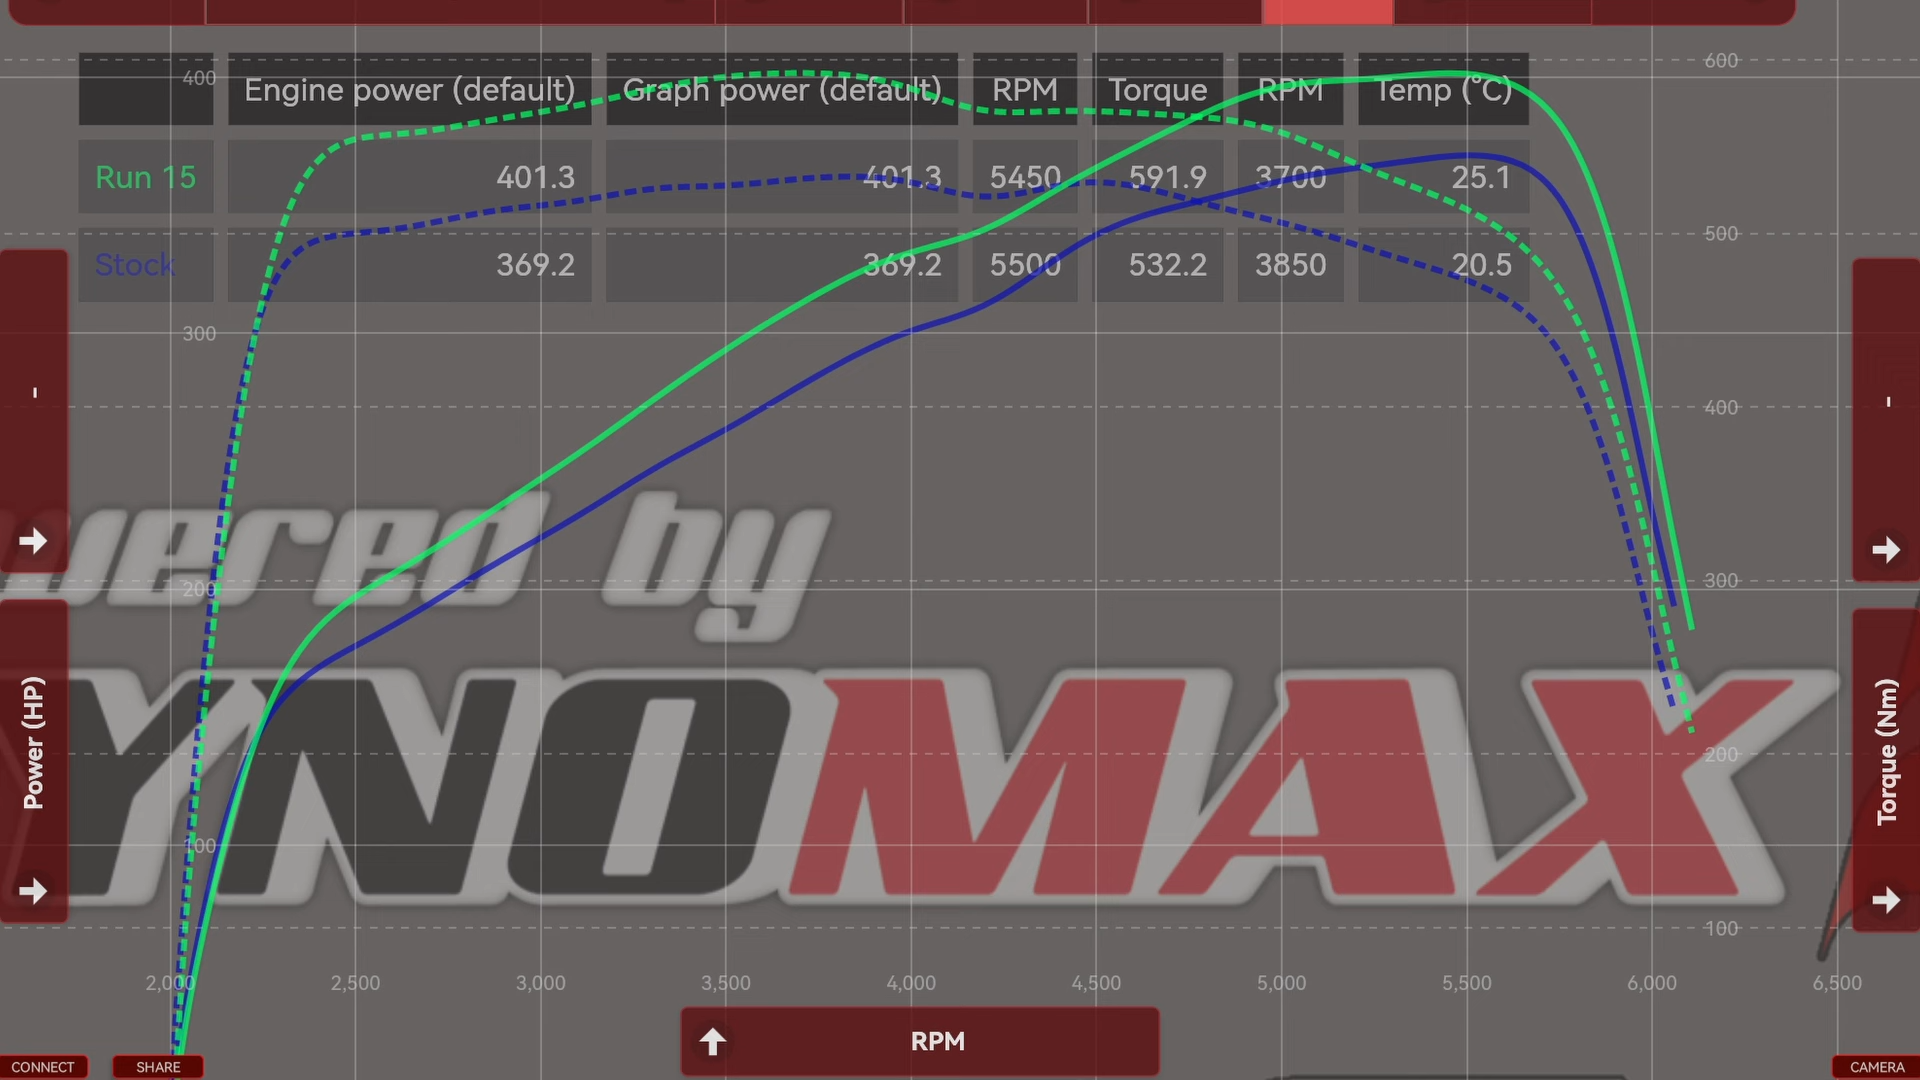 Engine power (default) Graph power (default) RPM Torque RPM Temp (°C)
Run 15 401.3 401.3 5450 591.9 3700 25.1
Stock 369.2 369.2 5500 532.2 3850 20.5
400
300
200
100
600
500
400
300
200
100
-
-
Power (HP)
Torque (Nm)
wered by
YNOMAX
2,000 2,500 3,000 3,500 4,000 4,500 5,000 5,500 6,000 6,500
RPM
CONNECT SHARE CAMERA